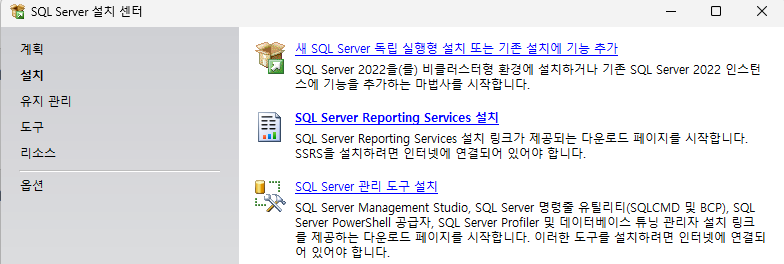 SQL Server 설치 센터
계획
설치
유지 관리
도구
리소스
옵션
새 SQL Server 독립 실행형 설치 또는 기존 설치에 기능 추가
SQL Server 2022을(를) 비클러스터형 환경에 설치하거나 기존 SQL Server 2022 인스턴
스에 기능을 추가하는 마법사를 시작합니다.
SQL Server Reporting Services 설치
SQL Server Reporting Services 설치 링크가 제공되는 다운로드 페이지를 시작합니다.
SSRS을 설치하려면 인터넷에 연결되어 있어야 합니다.
SQL Server 관리 도구 설치
SQL Server Management Studio, SQL Server 명령줄 유틸리티(SQLCMD 및 BCP), SQL
Server PowerShell 공급자, SQL Server Profiler 및 데이터베이스 튜닝 관리자 설치 링크
를 제공하는 다운로드 페이지를 시작합니다. 이러한 도구를 설치하려면 인터넷에 연결되
어 있어야 합니다.